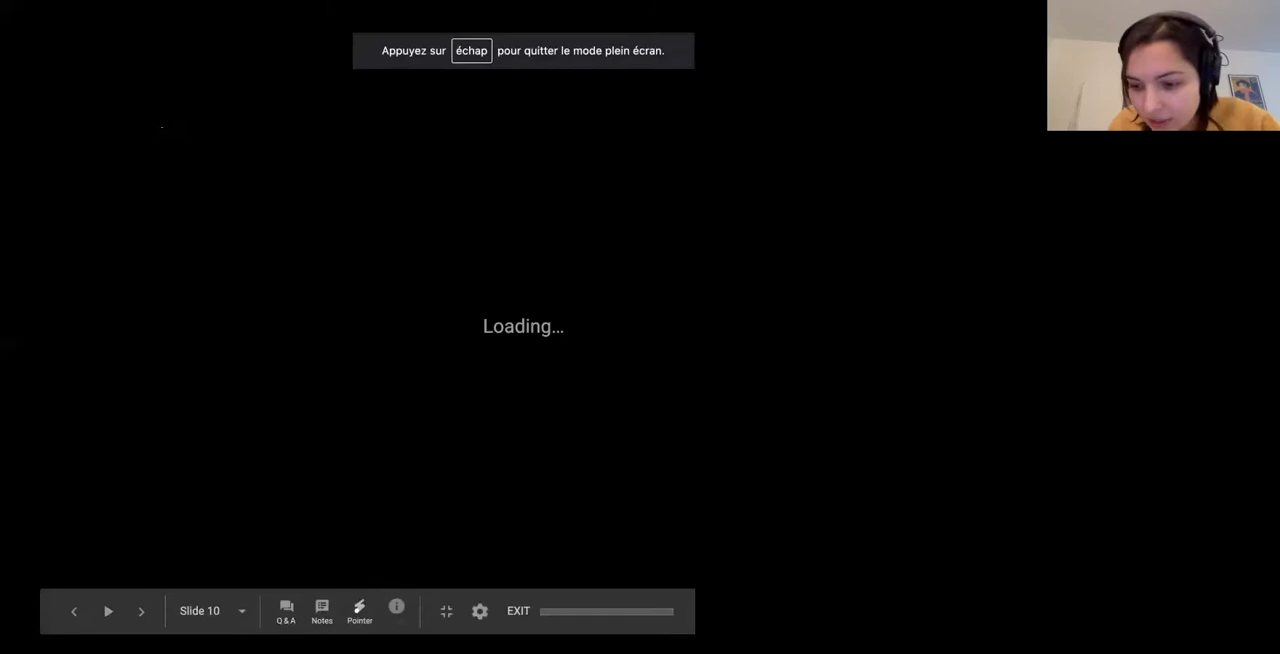 Appuyez sur échap pour quitter le mode plein écran.
Loading...
Slide 10
Q & A
Notes
Pointer
EXIT